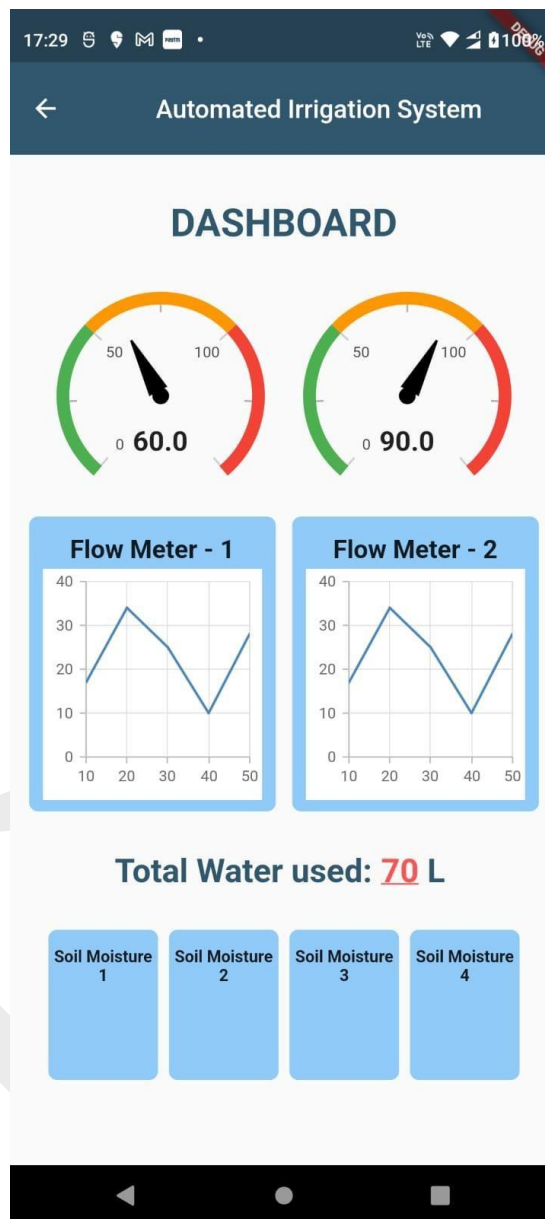 17:29 Vo) LTE 100%
DEBUG
Automated Irrigation System
DASHBOARD
50 100 50 100
0 60.0 0 90.0
Flow Meter - 1 Flow Meter - 2
40 40
30 30
20 20
10 10
0 0
10 20 30 40 50 10 20 30 40 50
Total Water used: 70 L
Soil Moisture Soil Moisture Soil Moisture Soil Moisture
1 2 3 4